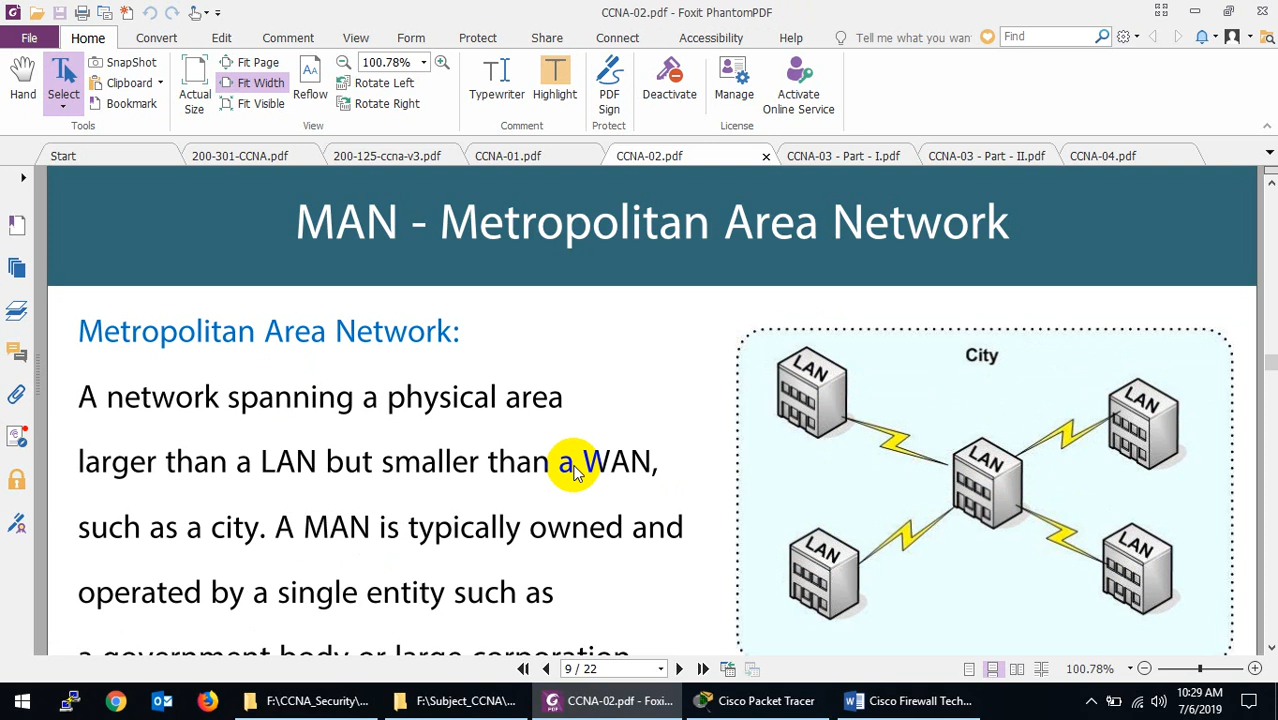 CCNA-02.pdf - Foxit PhantomPDF
File Home Convert Edit Comment View Form Protect Share Connect Accessibility Help Tell me what you want Find
Hand
Select
SnapShot
Clipboard
Bookmark
Tools
Actual Size
Fit Page
Fit Width
Fit Visible
Reflow
100.78%
Rotate Left
Rotate Right
View
Typewriter
Highlight
Comment
PDF Sign
Protect
Deactivate
Manage
Activate Online Service
License
Start 200-301-CCNA.pdf 200-125-ccna-v3.pdf CCNA-01.pdf CCNA-02.pdf CCNA-03 - Part - I.pdf CCNA-03 - Part - II.pdf CCNA-04.pdf
MAN - Metropolitan Area Network
Metropolitan Area Network:
A network spanning a physical area
larger than a LAN but smaller than a WAN,
such as a city. A MAN is typically owned and
operated by a single entity such as
a government body or large corporation
City
LAN
LAN
LAN
LAN
LAN
9 / 22
100.78%
F:\CCNA_Security\...
F:\Subject_CCNA\...
CCNA-02.pdf - Foxi...
Cisco Packet Tracer
Cisco Firewall Tech...
10:29 AM
7/6/2019